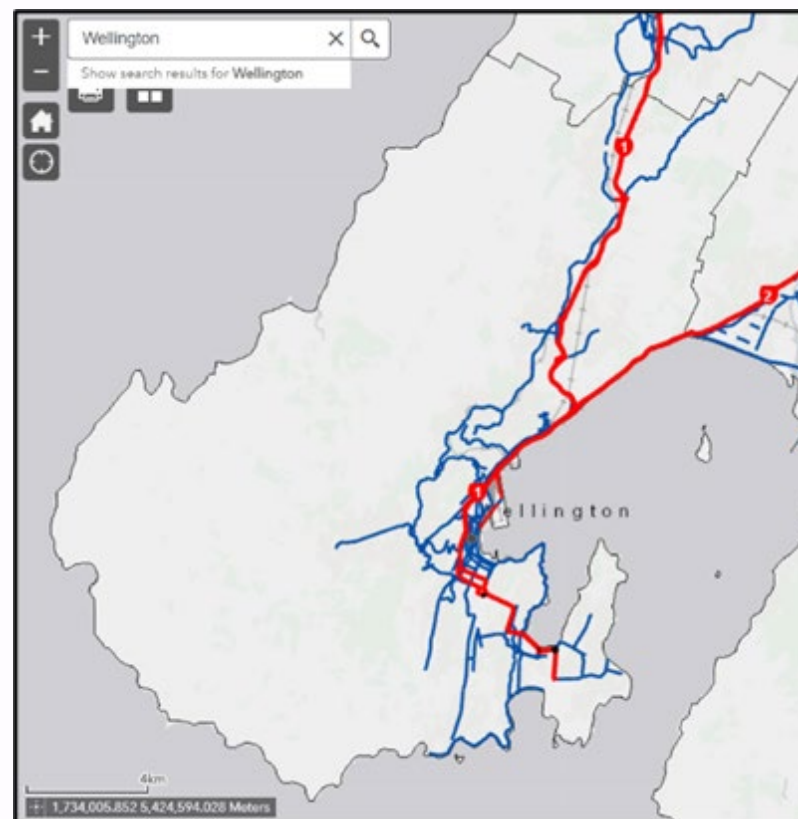 +
Wellington
−
Show search results for Wellington
1
2
1
ellington
4km
1,734,005.852 5,424,594.028 Meters